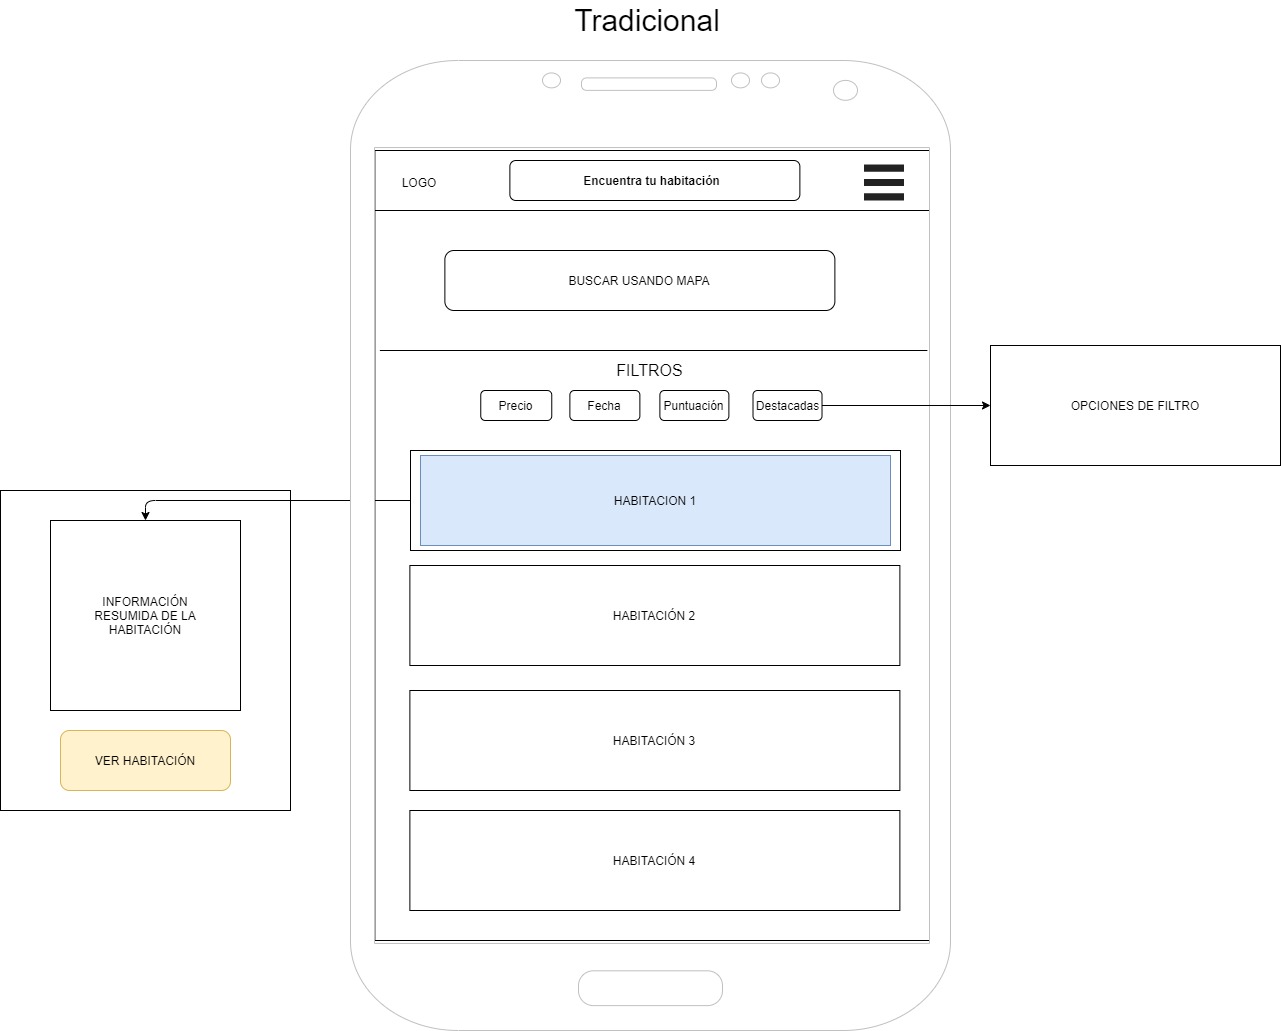 Tradicional
LOGO
Encuentra tu habitación
BUSCAR USANDO MAPA
FILTROS
Precio
Fecha
Puntuación
Destacadas
OPCIONES DE FILTRO
HABITACION 1
INFORMACIÓN
RESUMIDA DE LA
HABITACIÓN
VER HABITACIÓN
HABITACIÓN 2
HABITACIÓN 3
HABITACIÓN 4